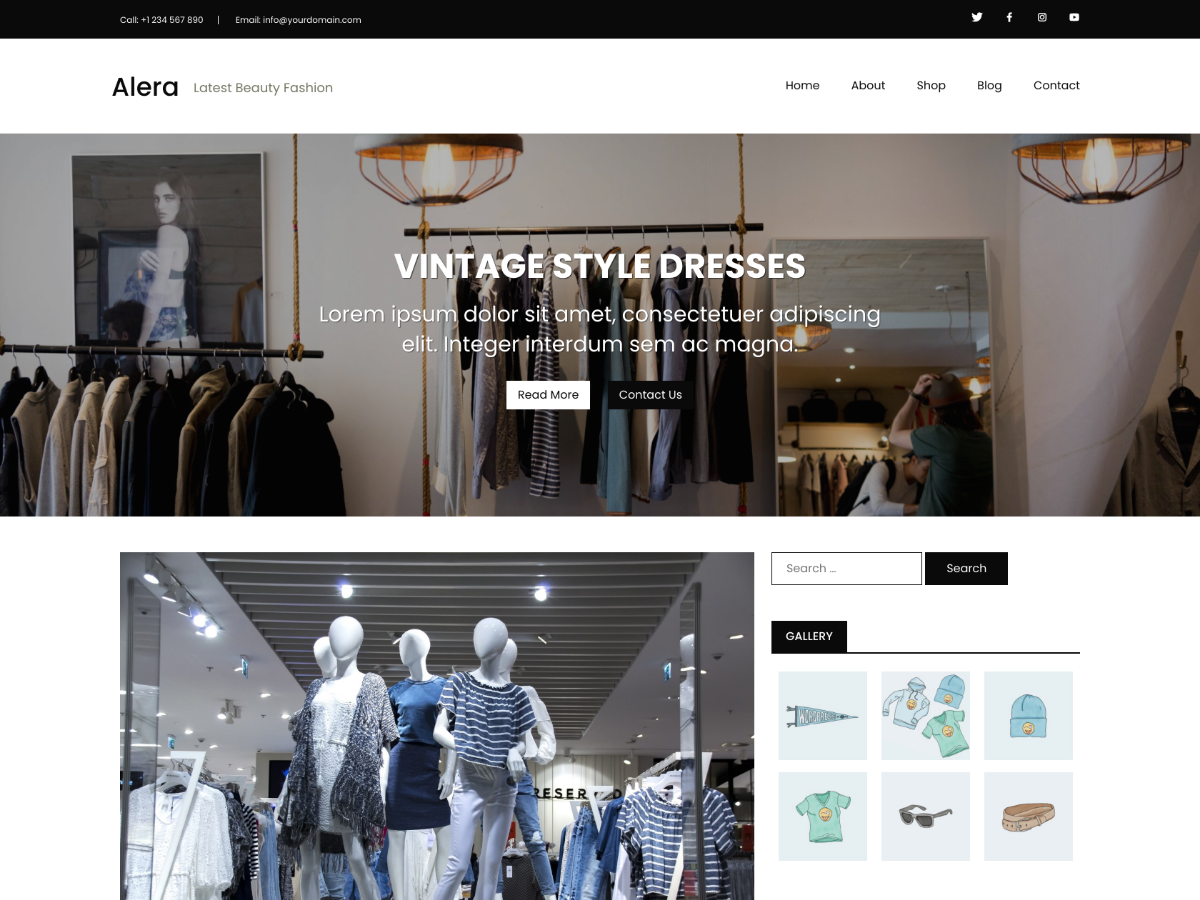 Call: +1 234 567 890 | Email: info@yourdomain.com
Alera Latest Beauty Fashion
Home About Shop Blog Contact
VINTAGE STYLE DRESSES
Lorem ipsum dolor sit amet, consectetuer adipiscing
elit. Integer interdum sem ac magna.
Read More Contact Us
Search ...
Search
GALLERY
RESER